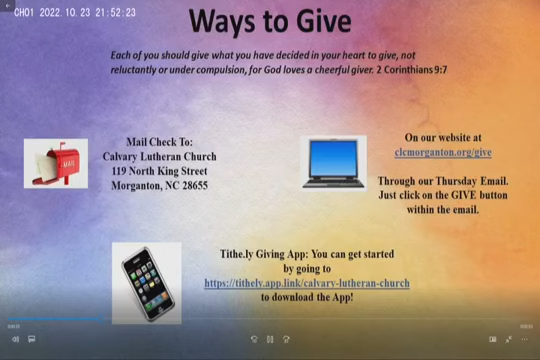 CH01 2022.10.23 21:52:23
Ways to Give
Each of you should give what you have decided in your heart to give, not
reluctantly or under compulsion, for God loves a cheerful giver. 2 Corinthians 9:7
MAIL
Mail Check To:
Calvary Lutheran Church
119 North King Street
Morganton, NC 28655
On our website at
clcmorganton.org/give
Through our Thursday Email.
Just click on the GIVE button
within the email.
Tithe.ly Giving App: You can get started
by going to
https://tithely.app.link/calvary-lutheran-church
to download the App!